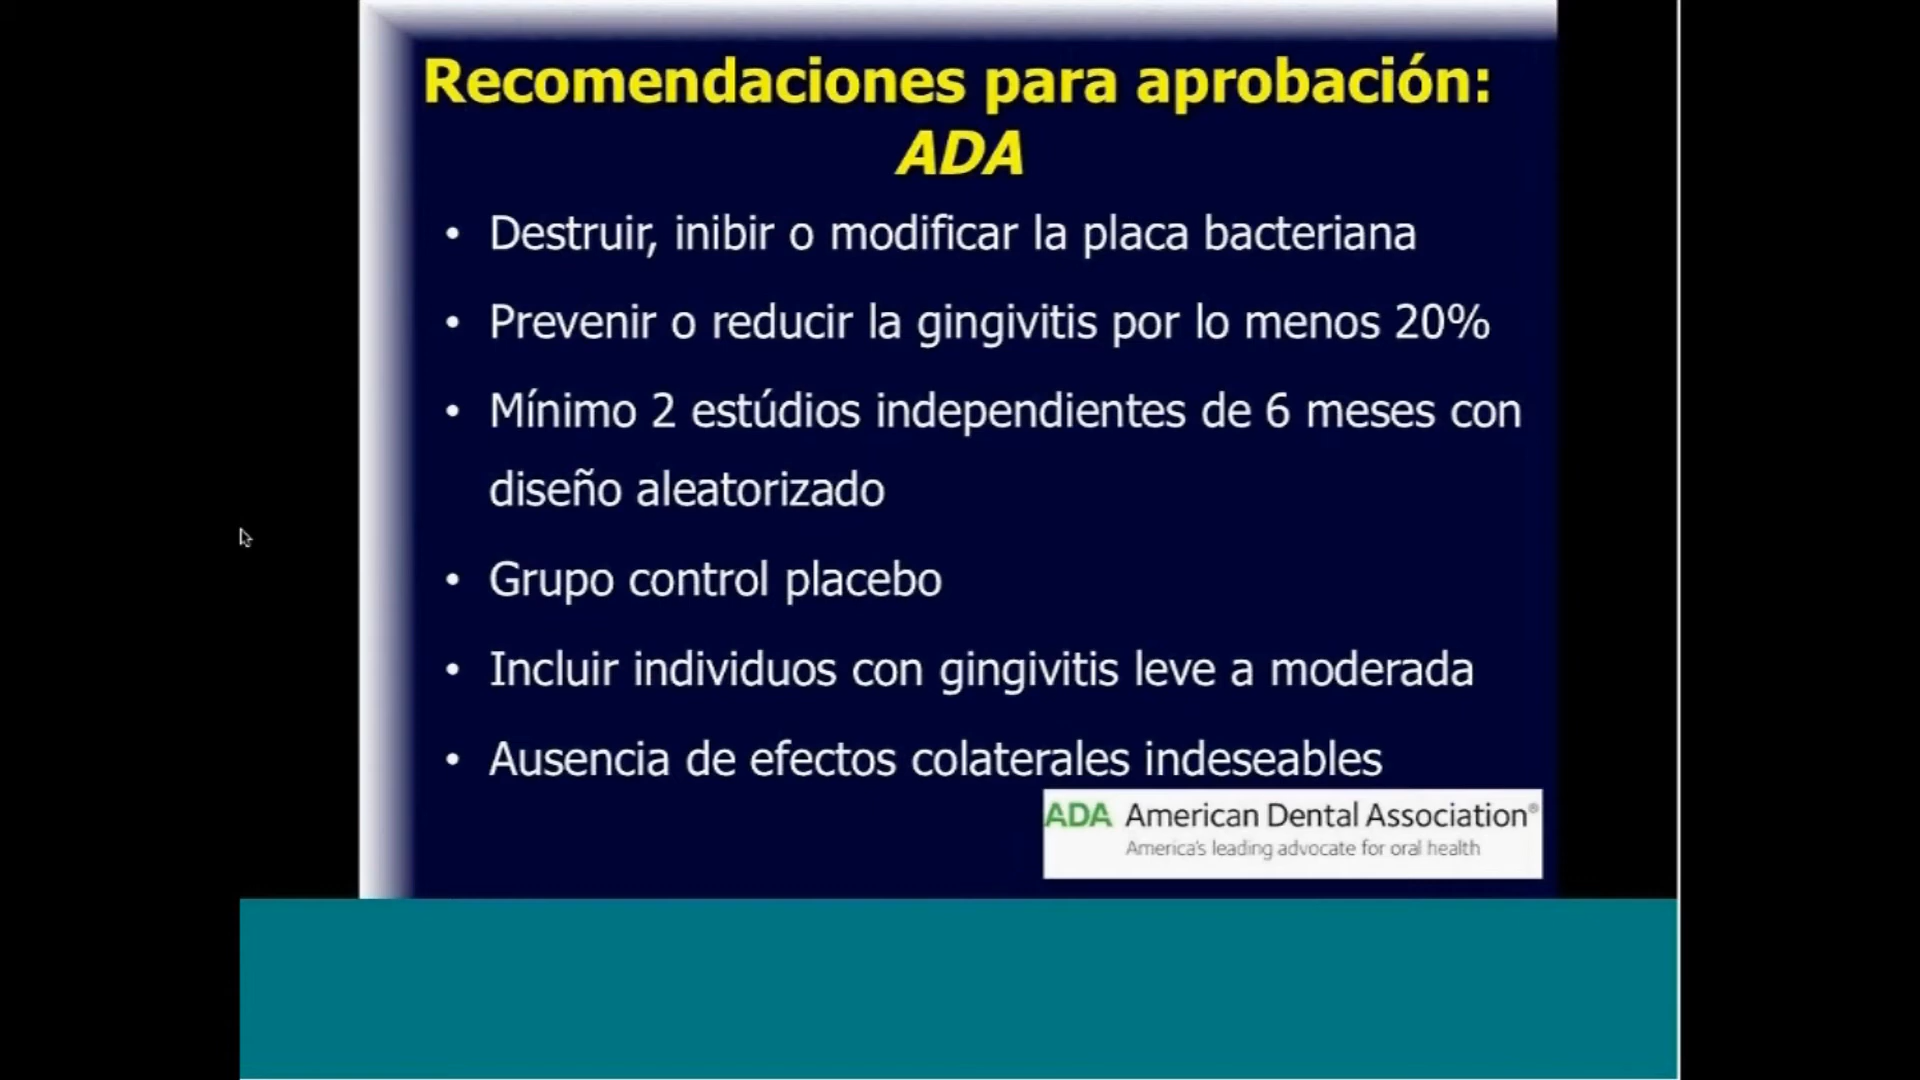 Recomendaciones para aprobación:
ADA
• Destruir, inibir o modificar la placa bacteriana
• Prevenir o reducir la gingivitis por lo menos 20%
• Mínimo 2 estúdios independientes de 6 meses con
diseño aleatorizado
• Grupo control placebo
• Incluir individuos con gingivitis leve a moderada
• Ausencia de efectos colaterales indeseables
ADA American Dental Association®
America's leading advocate for oral health